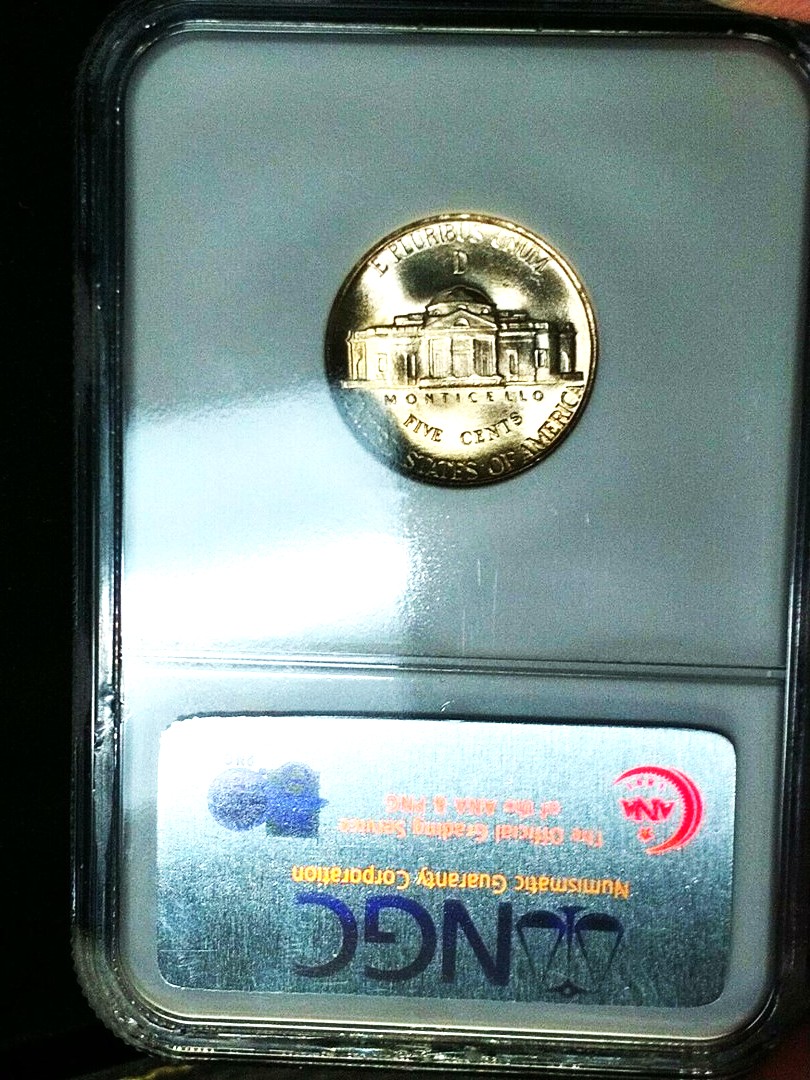 E PLURIBUS UNUM
D
MONTICELLO
FIVE CENTS
STATES OF AMERICA
NGC
Numismatic Guaranty Corporation
The Official Grading Service
of the ANA & PNG
ANA